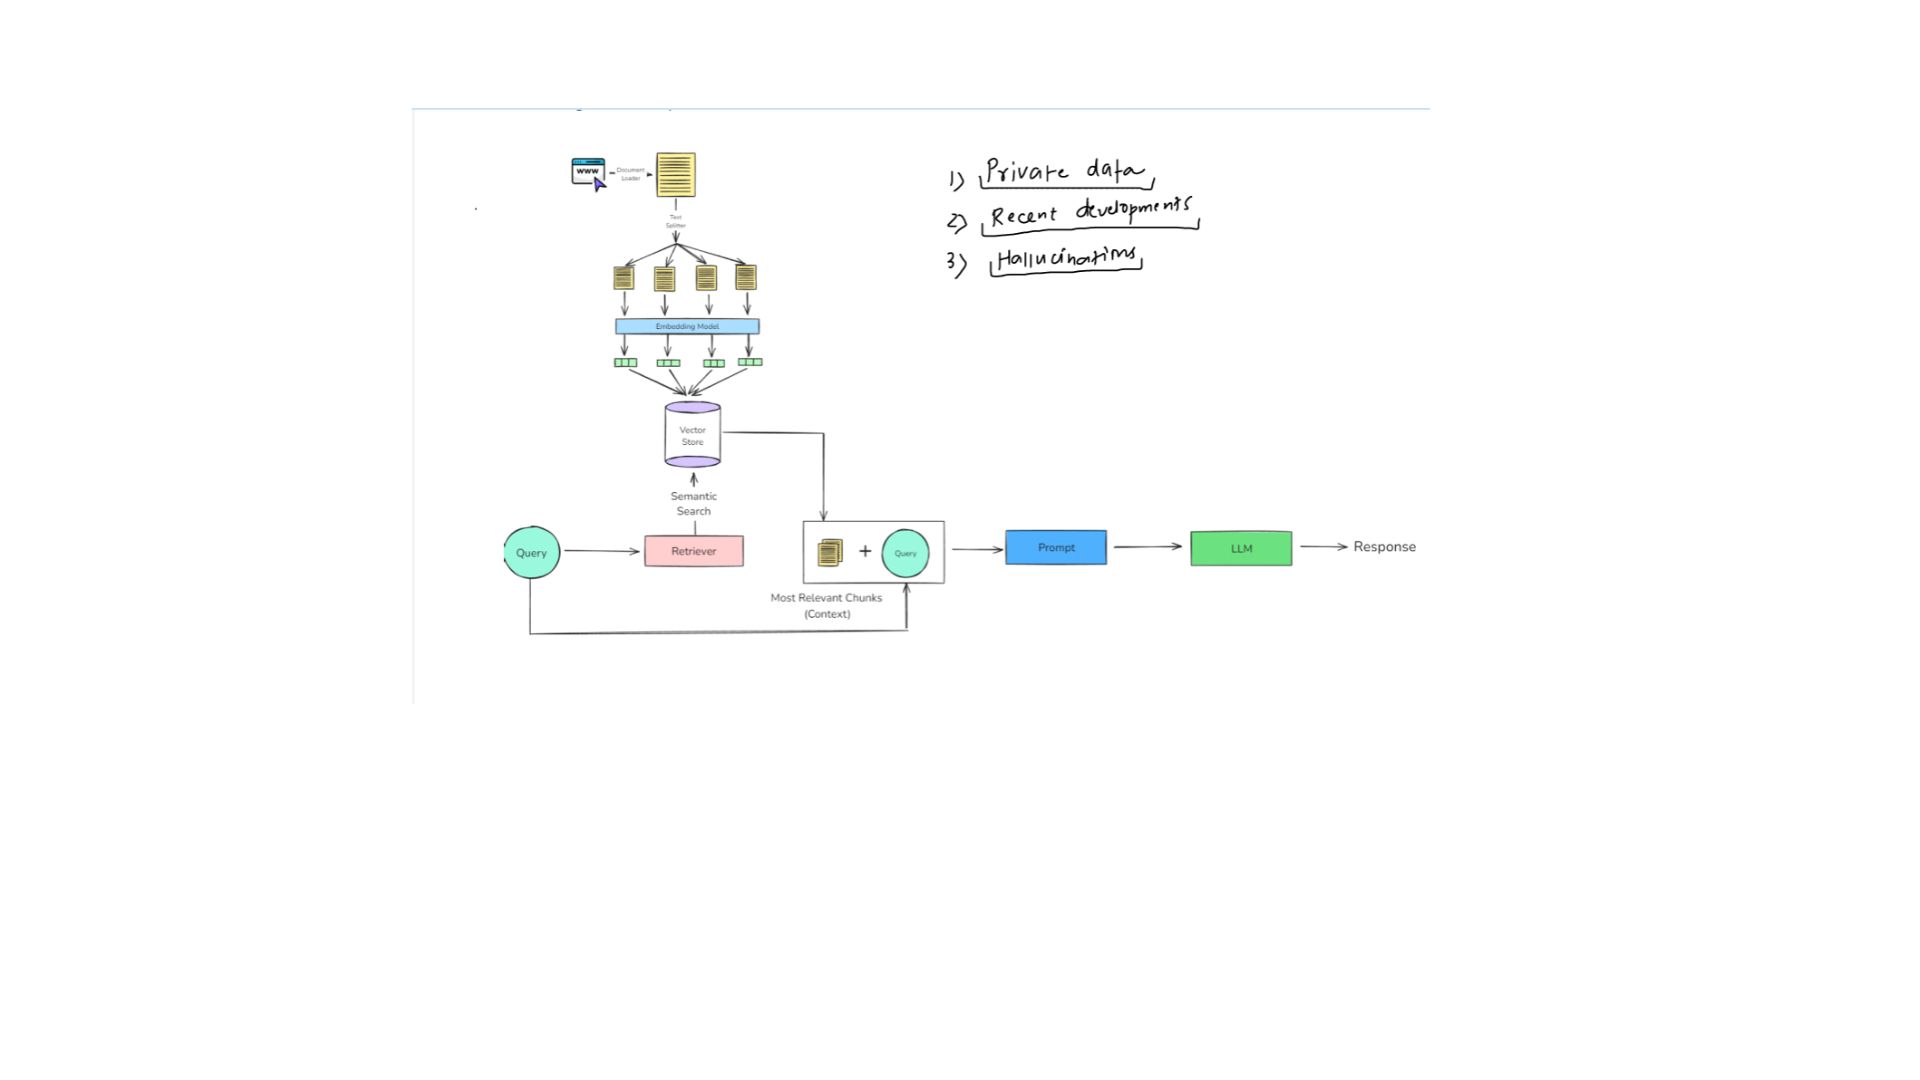 www
Document
Loader
1) Private data
2) Recent developments
3) Hallucinations
Text
Splitter
Embedding Model
Vector
Store
Semantic
Search
Query
Retriever
+
Query
Prompt
LLM
Response
Most Relevant Chunks
(Context)